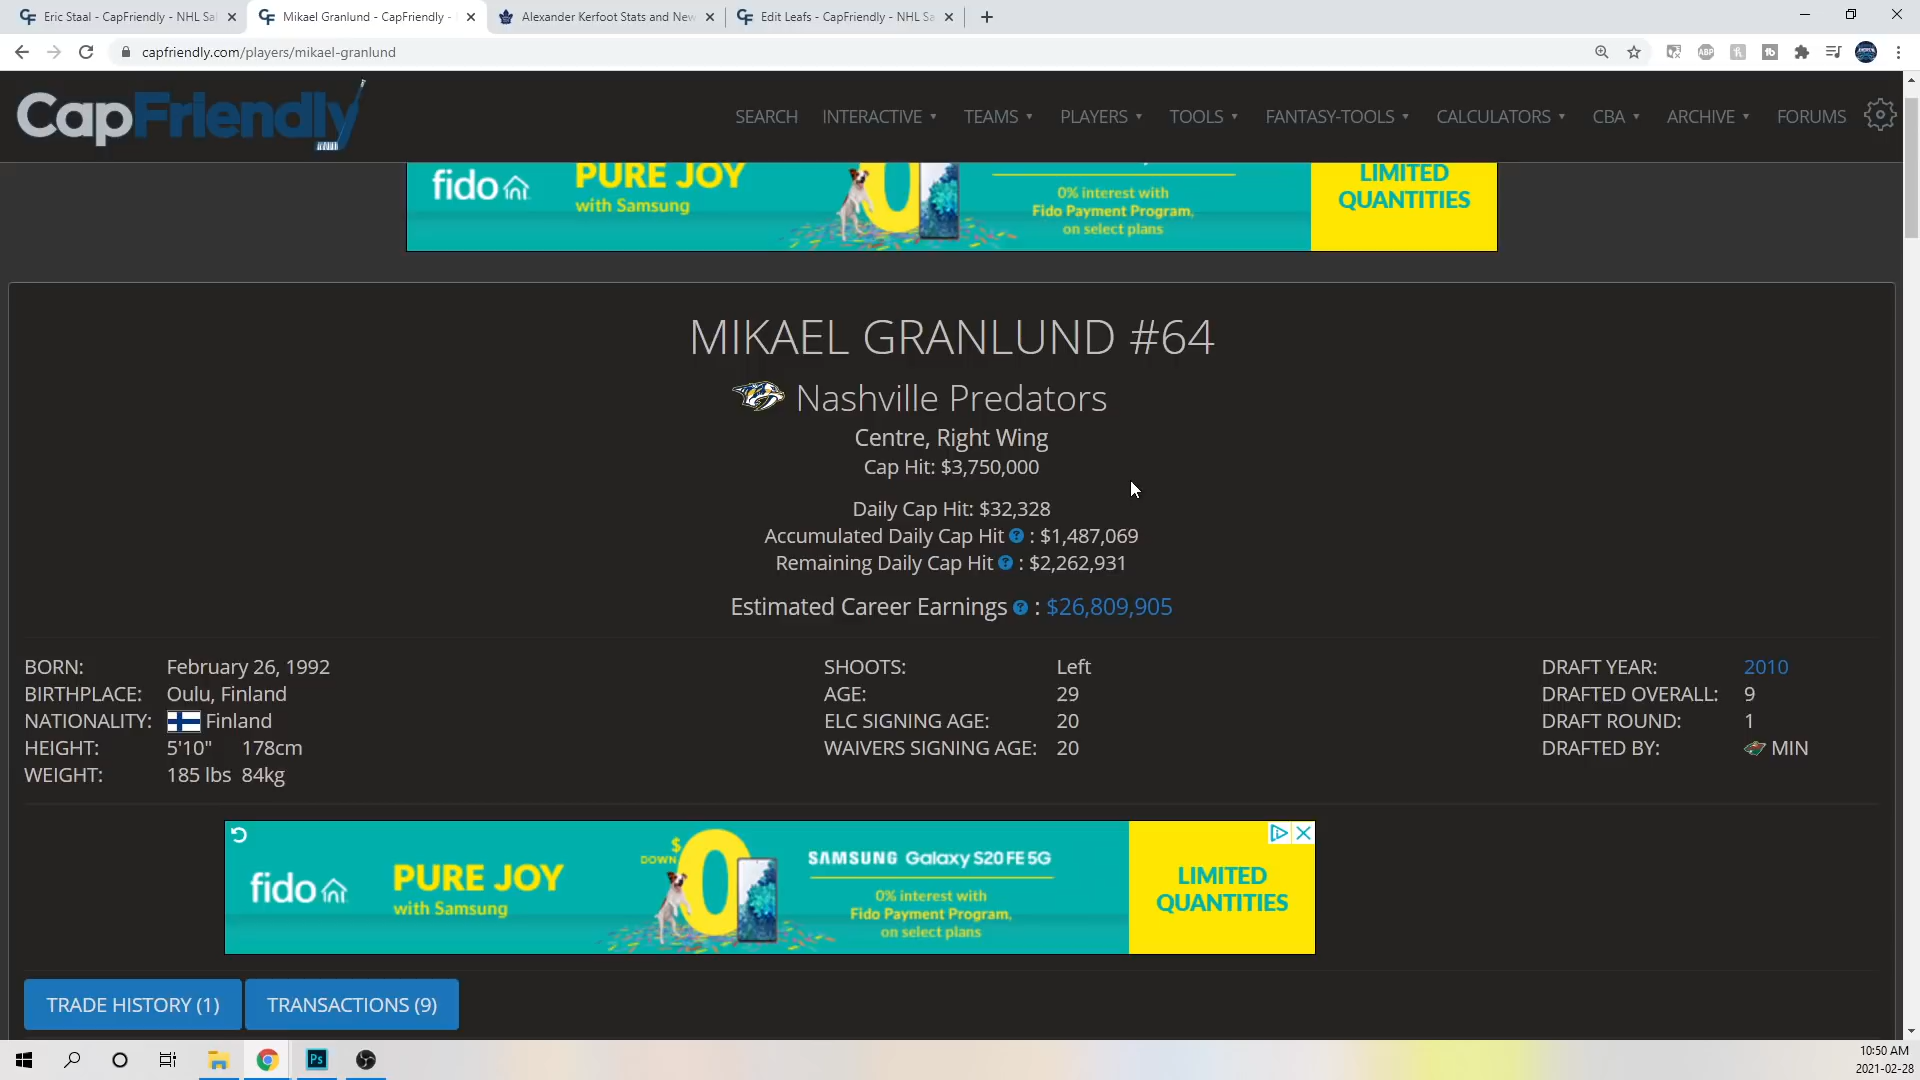 Eric Staal - CapFriendly - NHL Sa
Mikael Granlund - CapFriendly -
Alexander Kerfoot Stats and New
Edit Leafs - CapFriendly - NHL Sa
capfriendly.com/players/mikael-granlund
ABP
CapFriendly
SEARCH INTERACTIVE TEAMS PLAYERS TOOLS FANTASY-TOOLS CALCULATORS CBA ARCHIVE FORUMS
fido
PURE JOY
with Samsung
0% interest with
Fido Payment Program,
on select plans
LIMITED
QUANTITIES
MIKAEL GRANLUND #64
Nashville Predators
Centre, Right Wing
Cap Hit: $3,750,000
Daily Cap Hit: $32,328
Accumulated Daily Cap Hit ? : $1,487,069
Remaining Daily Cap Hit ? : $2,262,931
Estimated Career Earnings ? : $26,809,905
BORN: February 26, 1992
BIRTHPLACE: Oulu, Finland
NATIONALITY: Finland
HEIGHT: 5'10" 178cm
WEIGHT: 185 lbs 84kg
SHOOTS: Left
AGE: 29
ELC SIGNING AGE: 20
WAIVERS SIGNING AGE: 20
DRAFT YEAR: 2010
DRAFTED OVERALL: 9
DRAFT ROUND: 1
DRAFTED BY: MIN
fido
PURE JOY
with Samsung
$0 DOWN
SAMSUNG Galaxy S20 FE 5G
0% interest with
Fido Payment Program,
on select plans
LIMITED
QUANTITIES
TRADE HISTORY (1)
TRANSACTIONS (9)
Ps
10:50 AM
2021-02-28